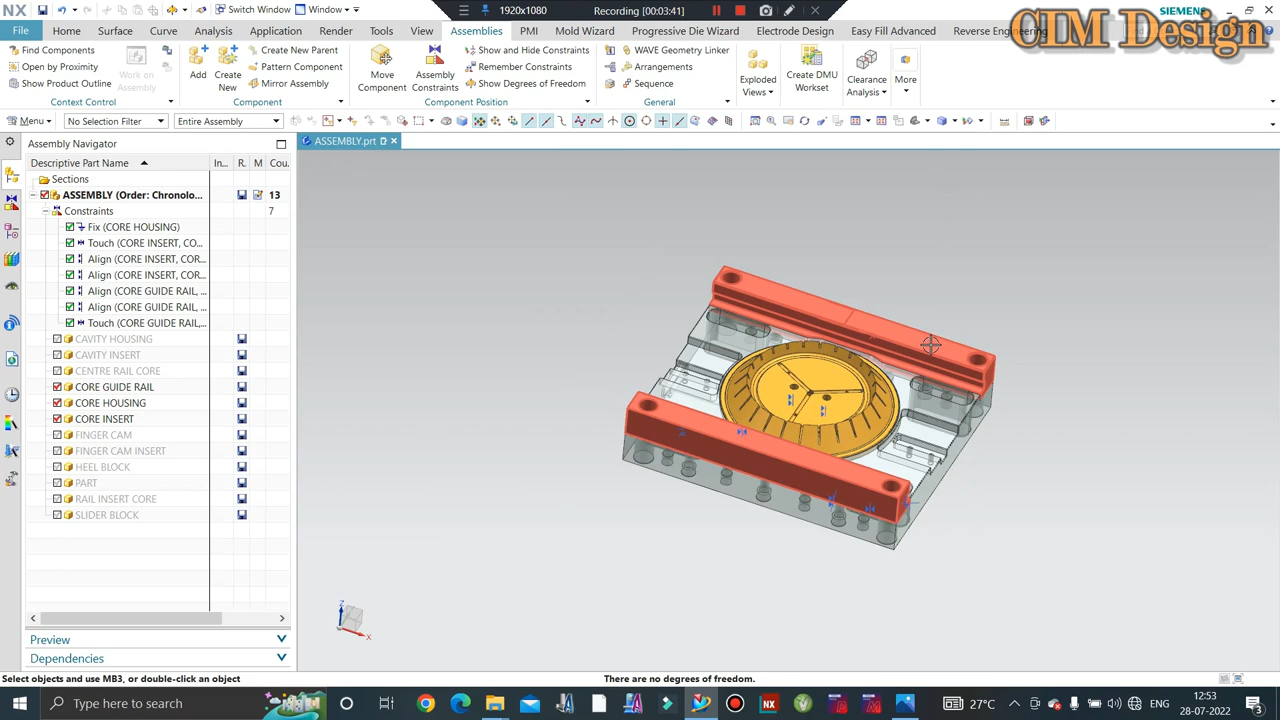 NX
Switch Window
Window
1920x1080
Recording [00:03:41]
SIEMENS
CIM Design
File
Home
Surface
Curve
Analysis
Assemblies
PMI
Mold Wizard
Progressive Die Wizard
Application
Render
Tools
View
Electrode Design
Easy Fill Advanced
Reverse Engineering
Find Components
Open by Proximity
Show Product Outline
Work on Assembly
Context Control
Add
Create New
Create New Parent
Pattern Component
Mirror Assembly
Component
Move Component
Assembly Constraints
Show and Hide Constraints
Remember Constraints
Show Degrees of Freedom
Component Position
WAVE Geometry Linker
Arrangements
Sequence
General
Exploded Views
Create DMU Workset
Clearance Analysis
More
Menu
No Selection Filter
Entire Assembly
Assembly Navigator
ASSEMBLY.prt
Descriptive Part Name
In...
R.
M
Cou.
Sections
ASSEMBLY (Order: Chronolo... 13
Constraints 7
Fix (CORE HOUSING)
Touch (CORE INSERT, CO...
Align (CORE INSERT, COR...
Align (CORE INSERT, COR...
Align (CORE GUIDE RAIL, ...
Align (CORE GUIDE RAIL, ...
Touch (CORE GUIDE RAIL,...
CAVITY HOUSING
CAVITY INSERT
CENTRE RAIL CORE
CORE GUIDE RAIL
CORE HOUSING
CORE INSERT
FINGER CAM
FINGER CAM INSERT
HEEL BLOCK
PART
RAIL INSERT CORE
SLIDER BLOCK
Z
X
Preview
Dependencies
Select objects and use MB3, or double-click an object
There are no degrees of freedom.
Type here to search
27°C
ENG
12:53
28-07-2022
3